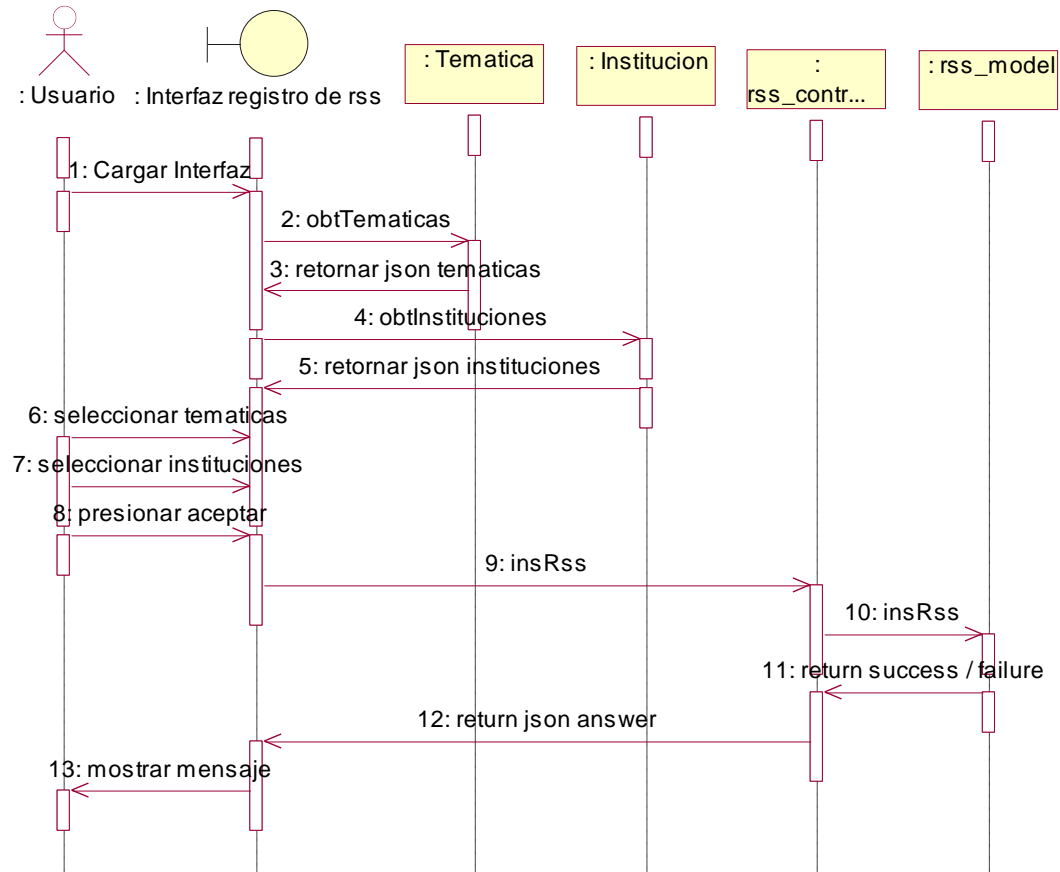 : Usuario
: Interfaz registro de rss
: Tematica
: Institucion
:
rss_contr...
: rss_model
1: Cargar Interfaz
2: obtTematicas
3: retornar json tematicas
4: obtInstituciones
5: retornar json instituciones
6: seleccionar tematicas
7: seleccionar instituciones
8: presionar aceptar
9: insRss
10: insRss
11: return success / failure
12: return json answer
13: mostrar mensaje